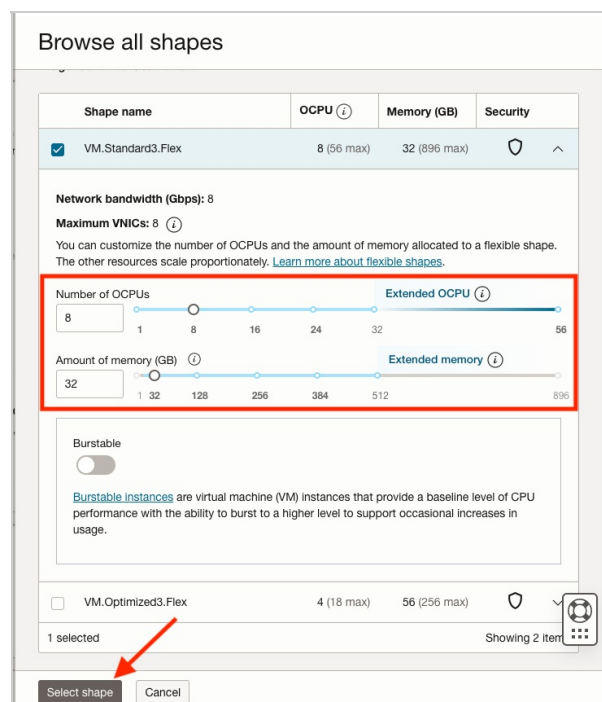 Browse all shapes
Shape name OCPU i Memory (GB) Security
VM.Standard3.Flex 8 (56 max) 32 (896 max)
Network bandwidth (Gbps): 8
Maximum VNICs: 8 i
You can customize the number of OCPUs and the amount of memory allocated to a flexible shape.
The other resources scale proportionately. Learn more about flexible shapes.
Number of OCPUs Extended OCPU i
8
1 8 16 24 32 56
Amount of memory (GB) i Extended memory i
32
1 32 128 256 384 512 896
Burstable
Burstable instances are virtual machine (VM) instances that provide a baseline level of CPU
performance with the ability to burst to a higher level to support occasional increases in
usage.
VM.Optimized3.Flex 4 (18 max) 56 (256 max)
1 selected Showing 2 item
Select shape Cancel